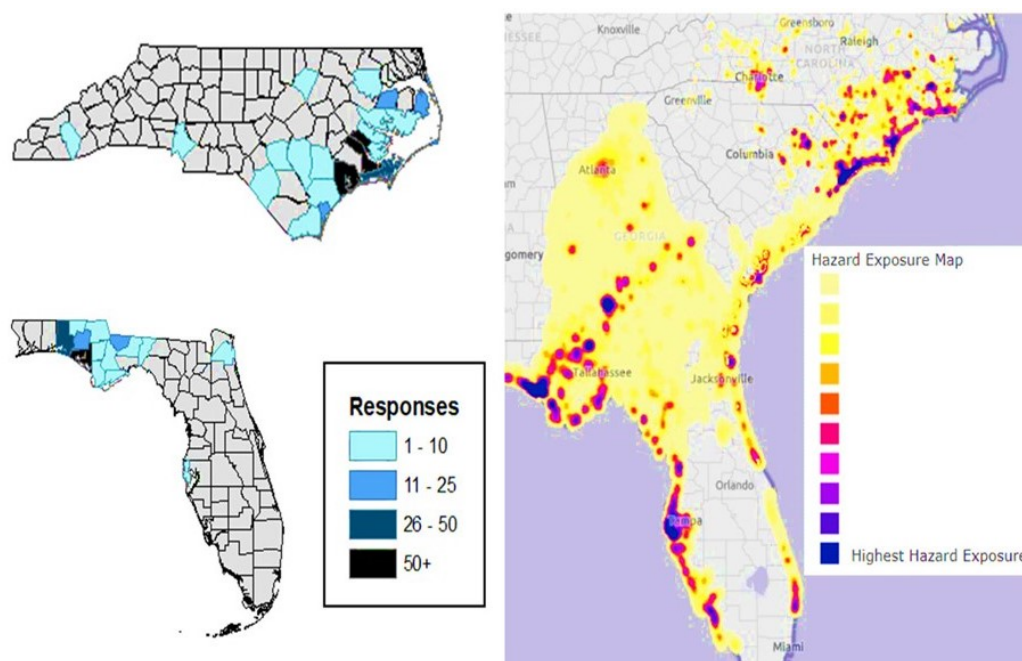 Responses
1 - 10
11 - 25
26 - 50
50+
Knoxville
Greensboro
Raleigh
NORTH
CAROLINA
Charlotte
Greenville
Columbia
Atlanta
GEORGIA
Tallahassee
Jacksonville
Orlando
Tampa
Miami
Hazard Exposure Map
Highest Hazard Exposure